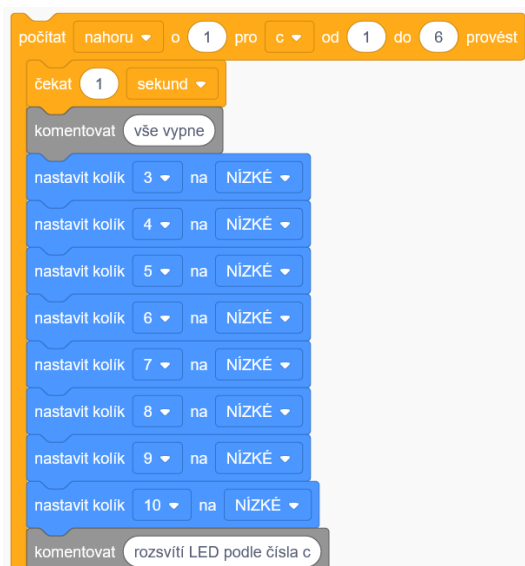 počítat nahoru o 1 pro c od 1 do 6 provést
čekat 1 sekund
komentovat vše vypne
nastavit kolík 3 na NÍZKÉ
nastavit kolík 4 na NÍZKÉ
nastavit kolík 5 na NÍZKÉ
nastavit kolík 6 na NÍZKÉ
nastavit kolík 7 na NÍZKÉ
nastavit kolík 8 na NÍZKÉ
nastavit kolík 9 na NÍZKÉ
nastavit kolík 10 na NÍZKÉ
komentovat rozsvítí LED podle čísla c